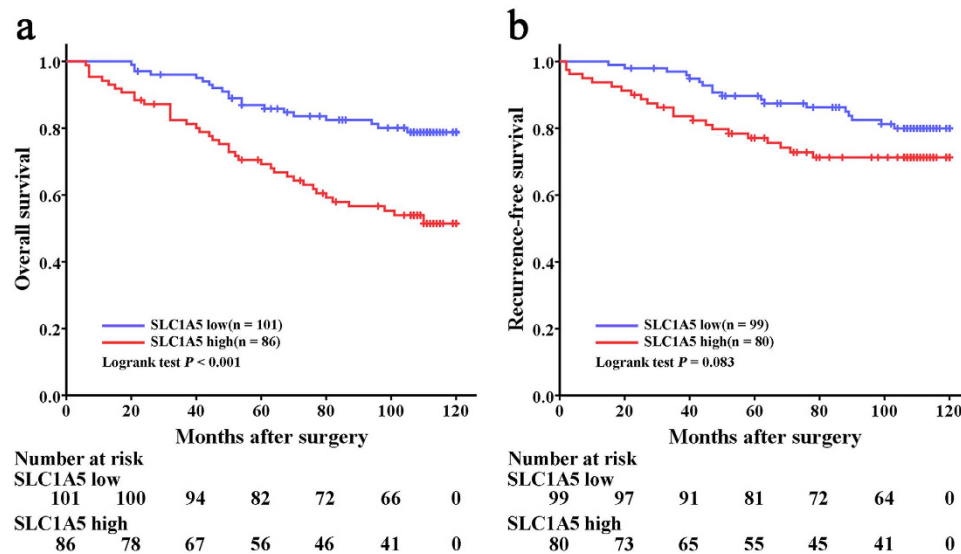 a
1.0
0.8
0.6
0.4
0.2
0.0
Overall survival
SLC1A5 low(n = 101)
SLC1A5 high(n = 86)
Logrank test P < 0.001
0 20 40 60 80 100 120
Months after surgery
Number at risk
SLC1A5 low
101 100 94 82 72 66 0
SLC1A5 high
86 78 67 56 46 41 0
b
1.0
0.8
0.6
0.4
0.2
0.0
Recurrence-free survival
SLC1A5 low(n = 99)
SLC1A5 high(n = 80)
Logrank test P = 0.083
0 20 40 60 80 100 120
Months after surgery
Number at risk
SLC1A5 low
99 97 91 81 72 64 0
SLC1A5 high
80 73 65 55 45 41 0